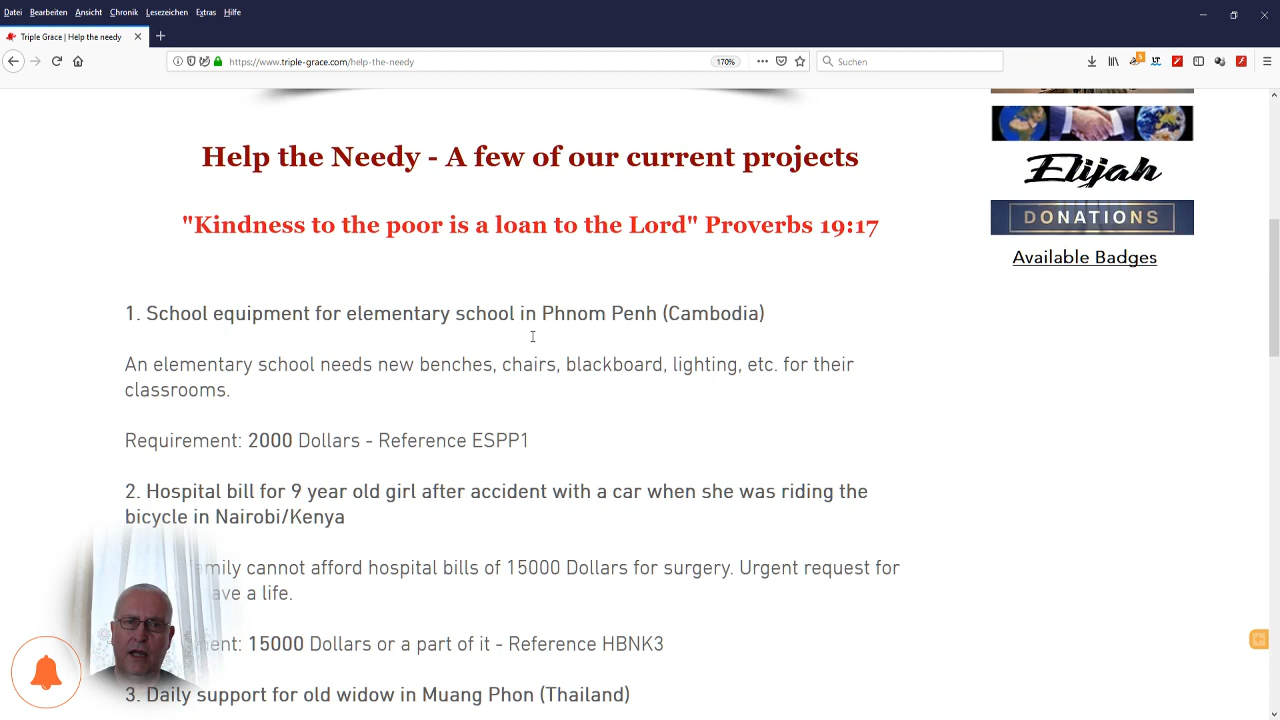 Datei Bearbeiten Ansicht Chronik Lesezeichen Extras Hilfe
Triple Grace | Help the needy
https://www.triple-grace.com/help-the-needy
170%
Suchen
Elijah
DONATIONS
Available Badges
Help the Needy - A few of our current projects
"Kindness to the poor is a loan to the Lord" Proverbs 19:17
1. School equipment for elementary school in Phnom Penh (Cambodia)
An elementary school needs new benches, chairs, blackboard, lighting, etc. for their
classrooms.
Requirement: 2000 Dollars - Reference ESPP1
2. Hospital bill for 9 year old girl after accident with a car when she was riding the
bicycle in Nairobi/Kenya
cannot afford hospital bills of 15000 Dollars for surgery. Urgent request for
a life.
15000 Dollars or a part of it - Reference HBNK3
3. Daily support for old widow in Muang Phon (Thailand)